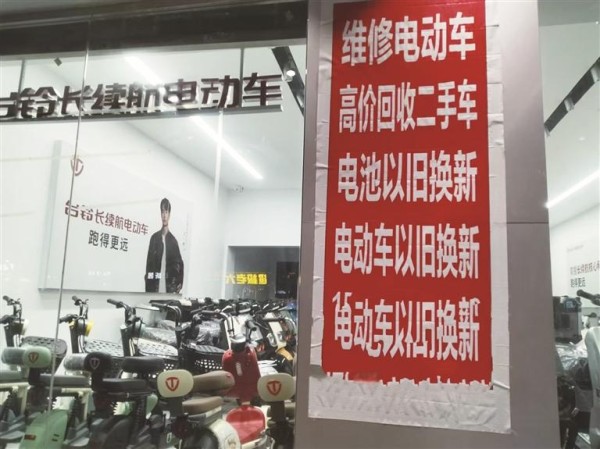 台铃长续航电动车
台铃长续航电动车
跑得更远
维修电动车
高价回收二手车
电池以旧换新
电动车以旧换新
电动车以旧换新